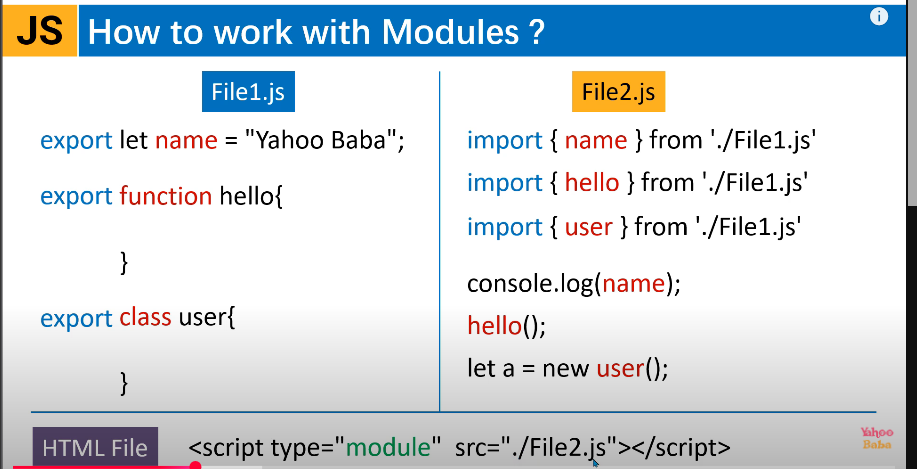 JS How to work with Modules ?
File1.js
export let name = "Yahoo Baba";
export function hello{
}
export class user{
}
File2.js
import { name } from './File1.js'
import { hello } from './File1.js'
import { user } from './File1.js'
console.log(name);
hello();
let a = new user();
HTML File <script type="module" src="./File2.js"></script>
Yahoo
Baba
i